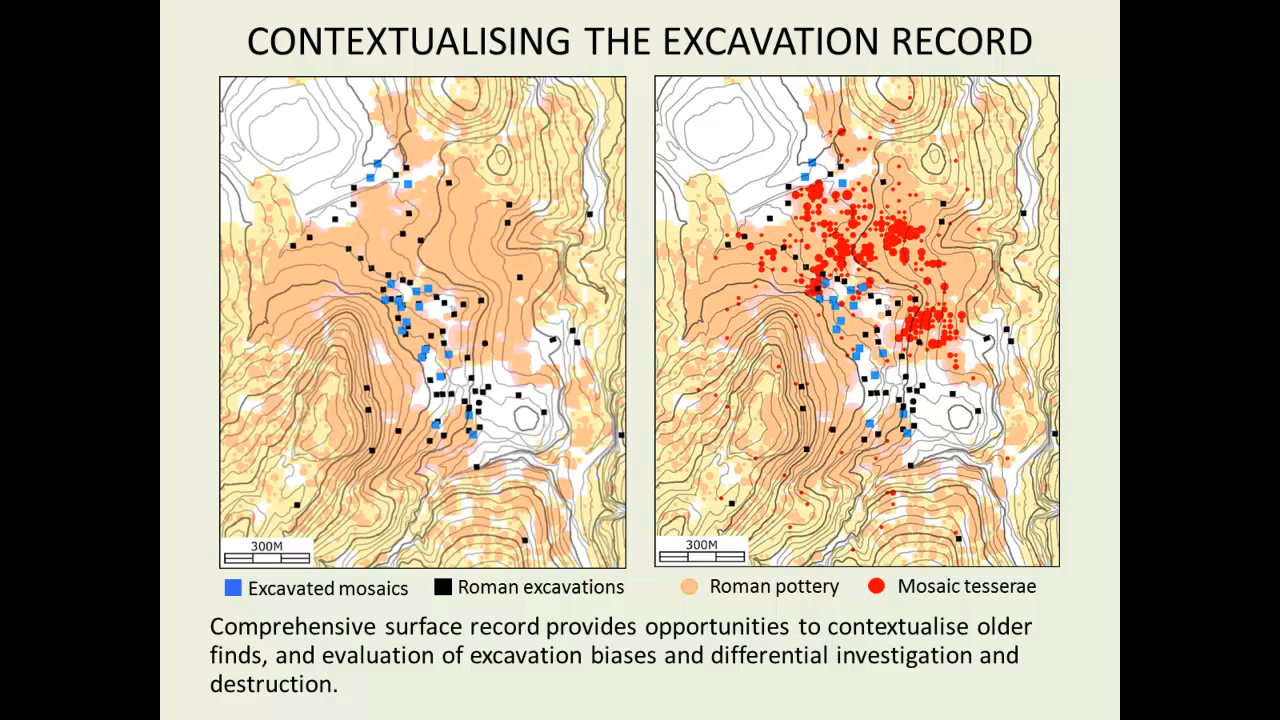 CONTEXTUALISING THE EXCAVATION RECORD
300M
300M
Excavated mosaics
Roman excavations
Roman pottery
Mosaic tesserae
Comprehensive surface record provides opportunities to contextualise older
finds, and evaluation of excavation biases and differential investigation and
destruction.